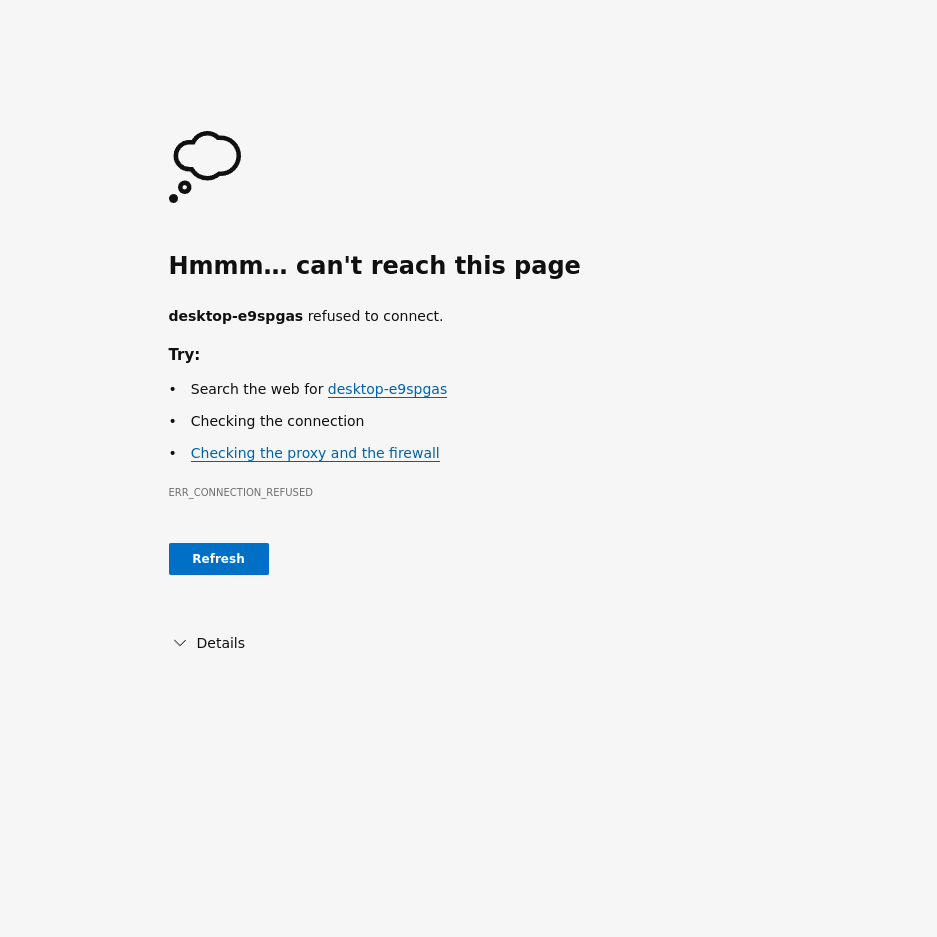 Hmmm… can't reach this page
desktop-e9spgas refused to connect.
Try:
• Search the web for desktop-e9spgas
• Checking the connection
• Checking the proxy and the firewall
ERR_CONNECTION_REFUSED
Refresh
Details